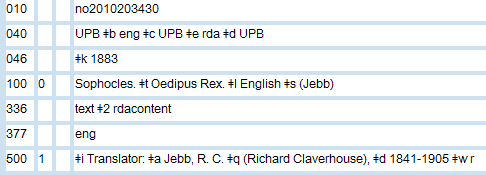 010 no2010203430
040 UPB ǂb eng ǂc UPB ǂe rda ǂd UPB
046 ǂk 1883
100 0 Sophocles. ǂt Oedipus Rex. ǂl English ǂs (Jebb)
336 text ǂ2 rdacontent
377 eng
500 1 ǂi Translator: ǂa Jebb, R. C. ǂq (Richard Claverhouse), ǂd 1841-1905 ǂw r